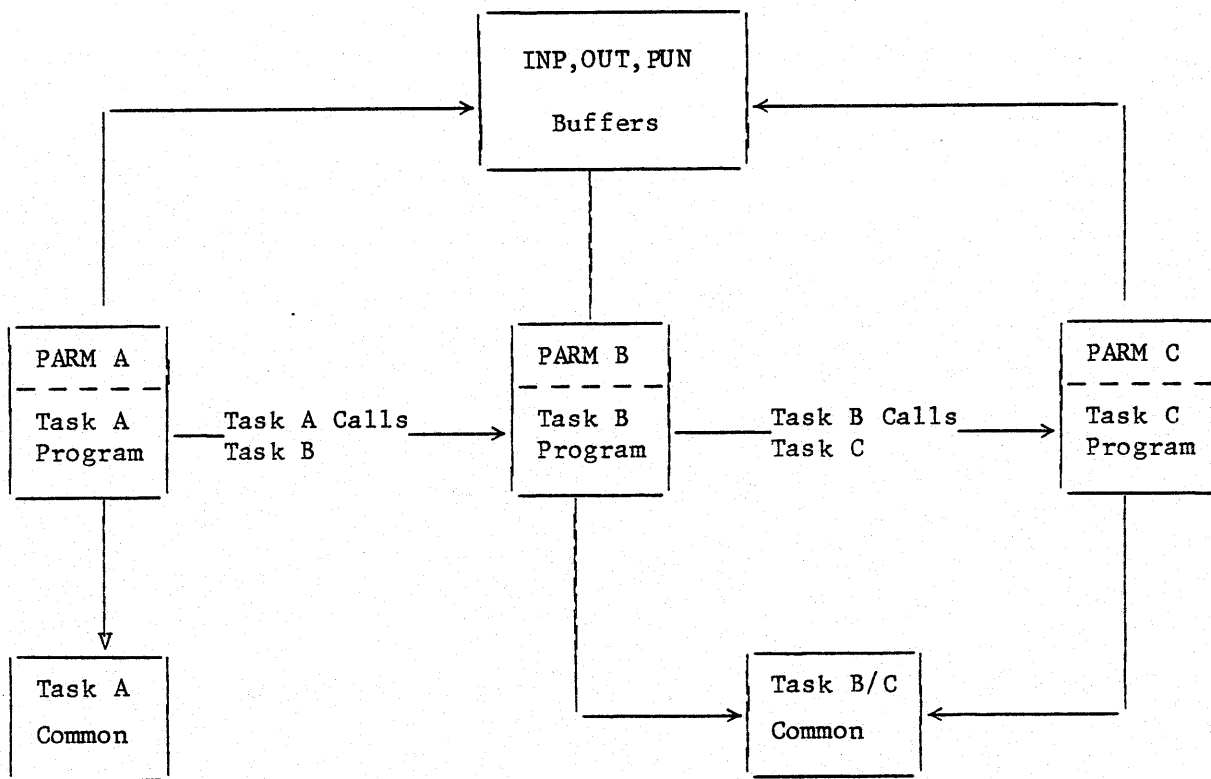 INP,OUT,PUN
Buffers
PARM A
Task A
Program
Task A Calls
Task B
PARM B
Task B
Program
Task B Calls
Task C
PARM C
Task C
Program
Task A
Common
Task B/C
Common